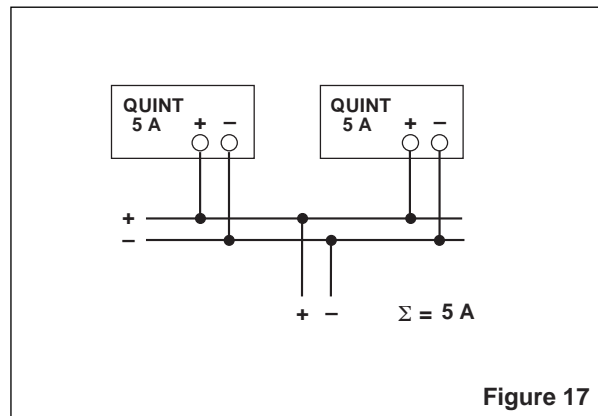 QUINT
5 A + −
QUINT
5 A + −
+
−
+ − Σ = 5 A
Figure 17